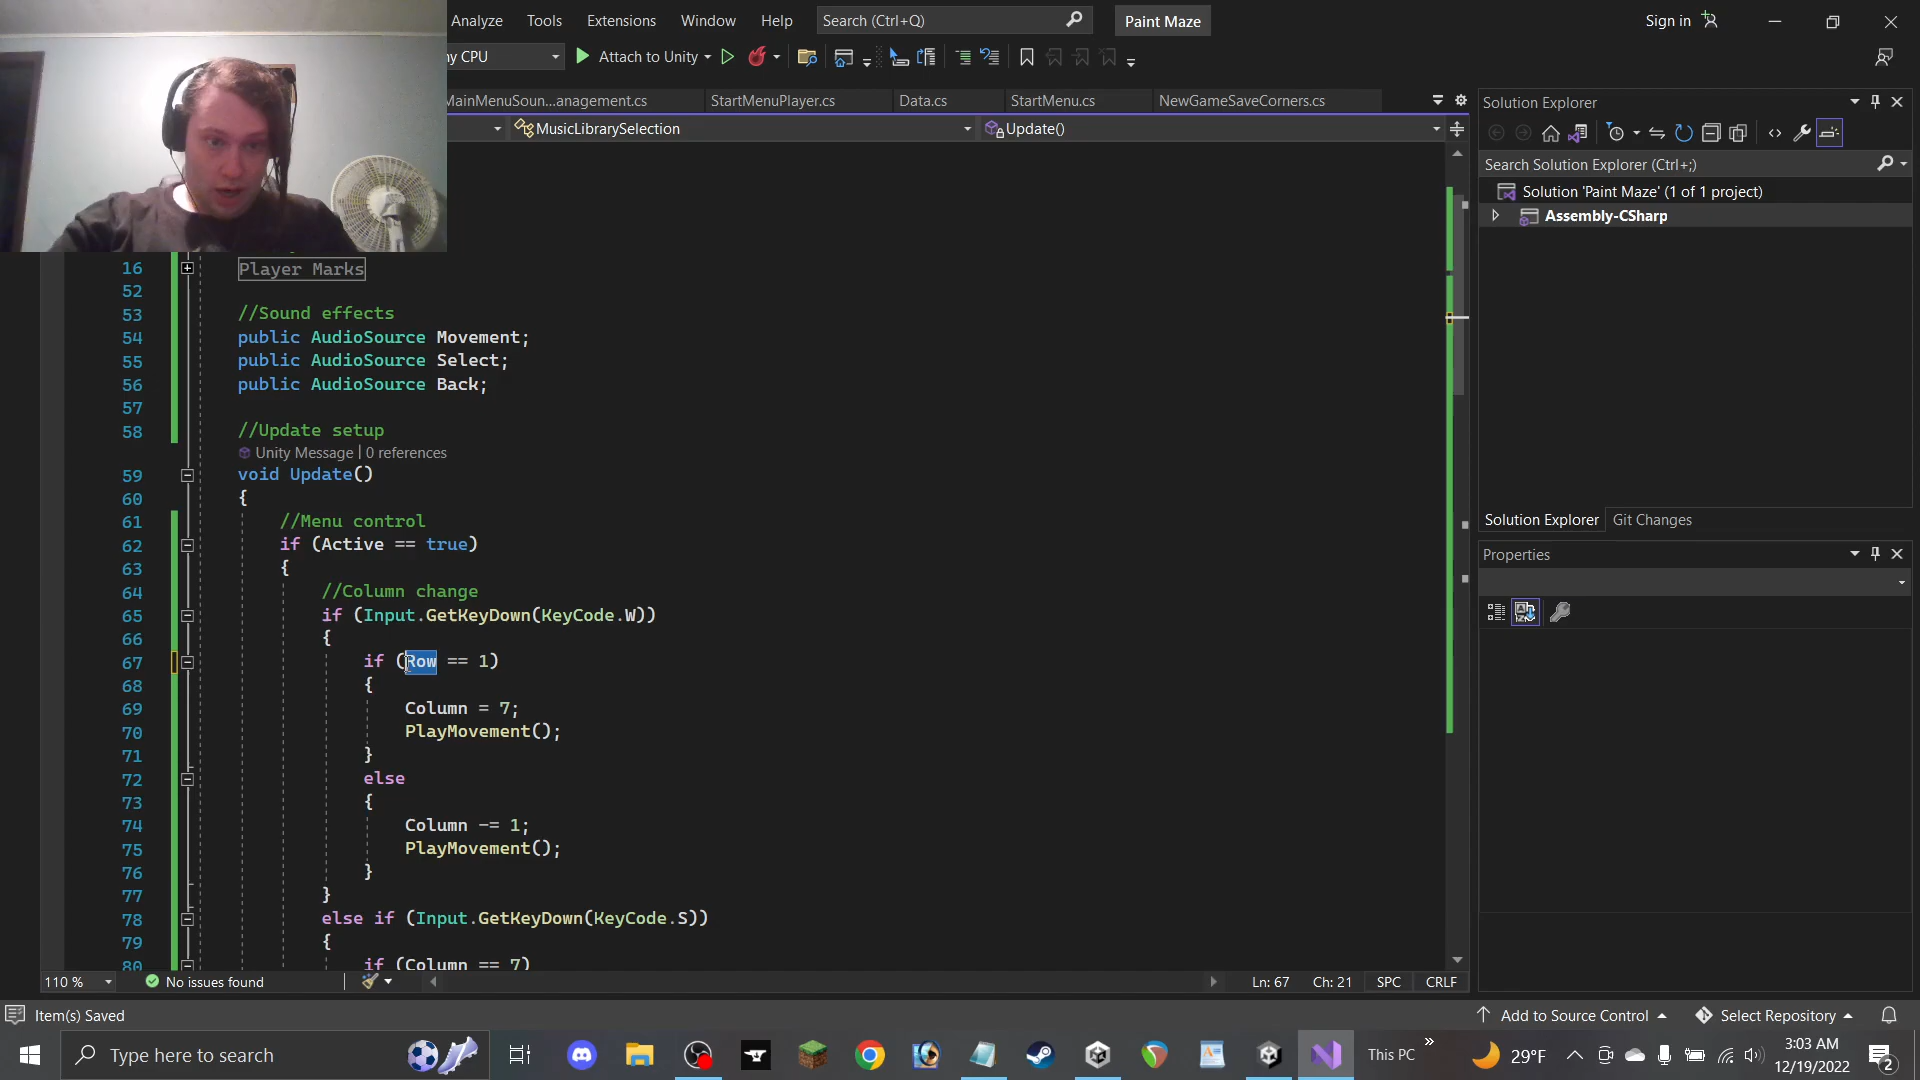 Analyze
Tools
Extensions
Window
Help
Search (Ctrl+Q)
Paint Maze
Sign in
ny CPU
Attach to Unity
MainMenuSoun...anagement.cs
StartMenuPlayer.cs
Data.cs
StartMenu.cs
NewGameSaveCorners.cs
MusicLibrarySelection
Update()
16 Player Marks
52
53 //Sound effects
54 public AudioSource Movement;
55 public AudioSource Select;
56 public AudioSource Back;
57
58 //Update setup
Unity Message | 0 references
59 void Update()
60 {
61 //Menu control
62 if (Active == true)
63 {
64 //Column change
65 if (Input.GetKeyDown(KeyCode.W))
66 {
67 if (Row == 1)
68 {
69 Column = 7;
70 PlayMovement();
71 }
72 else
73 {
74 Column -= 1;
75 PlayMovement();
76 }
77 }
78 else if (Input.GetKeyDown(KeyCode.S))
79 {
80 if (Column == 7)
110 %
No issues found
Ln: 67
Ch: 21
SPC
CRLF
Solution Explorer
Search Solution Explorer (Ctrl+;)
Solution 'Paint Maze' (1 of 1 project)
Assembly-CSharp
Solution Explorer
Git Changes
Properties
Item(s) Saved
Add to Source Control
Select Repository
Type here to search
This PC
29°F
3:03 AM
12/19/2022
2